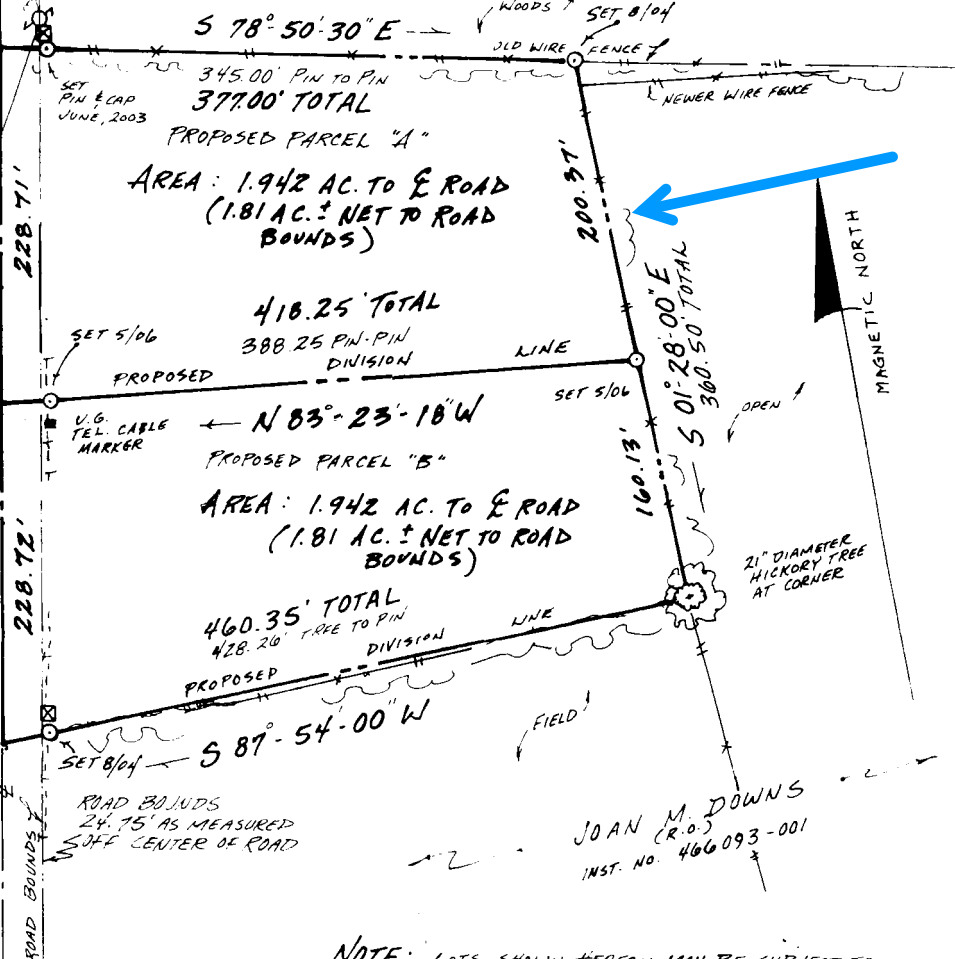 WOODS
SET 8/04
S 78°-50'-30" E
OLD WIRE FENCE
345.00' PIN TO PIN
377.00' TOTAL
SET
PIN & CAP
JUNE, 2003
NEWER WIRE FENCE
PROPOSED PARCEL "A"
AREA: 1.942 AC. TO ℄ ROAD
(1.81 AC. ± NET TO ROAD
BOUNDS)
228.71'
200.37'
MAGNETIC NORTH
S 01°-28'-00" E
360.50' TOTAL
418.25' TOTAL
388.25 PIN-PIN
SET 5/06
PROPOSED DIVISION LINE
SET 5/06
U.G.
TEL. CABLE
MARKER
N 83°-23'-18" W
OPEN
PROPOSED PARCEL "B"
160.13'
AREA: 1.942 AC. TO ℄ ROAD
(1.81 AC. ± NET TO ROAD
BOUNDS)
228.72'
21" DIAMETER
HICKORY TREE
AT CORNER
460.35' TOTAL
428.26' TREE TO PIN
PROPOSED DIVISION LINE
S 87°-54'-00" W
FIELD
SET 8/04
ROAD BOUNDS
24.75' AS MEASURED
OFF CENTER OF ROAD
JOAN M. DOWNS
(R.O.)
INST. NO. 466093-001
ROAD BOUNDS
NOTE: LOTS SHOWN HEREON MAY BE SUBJECT TO